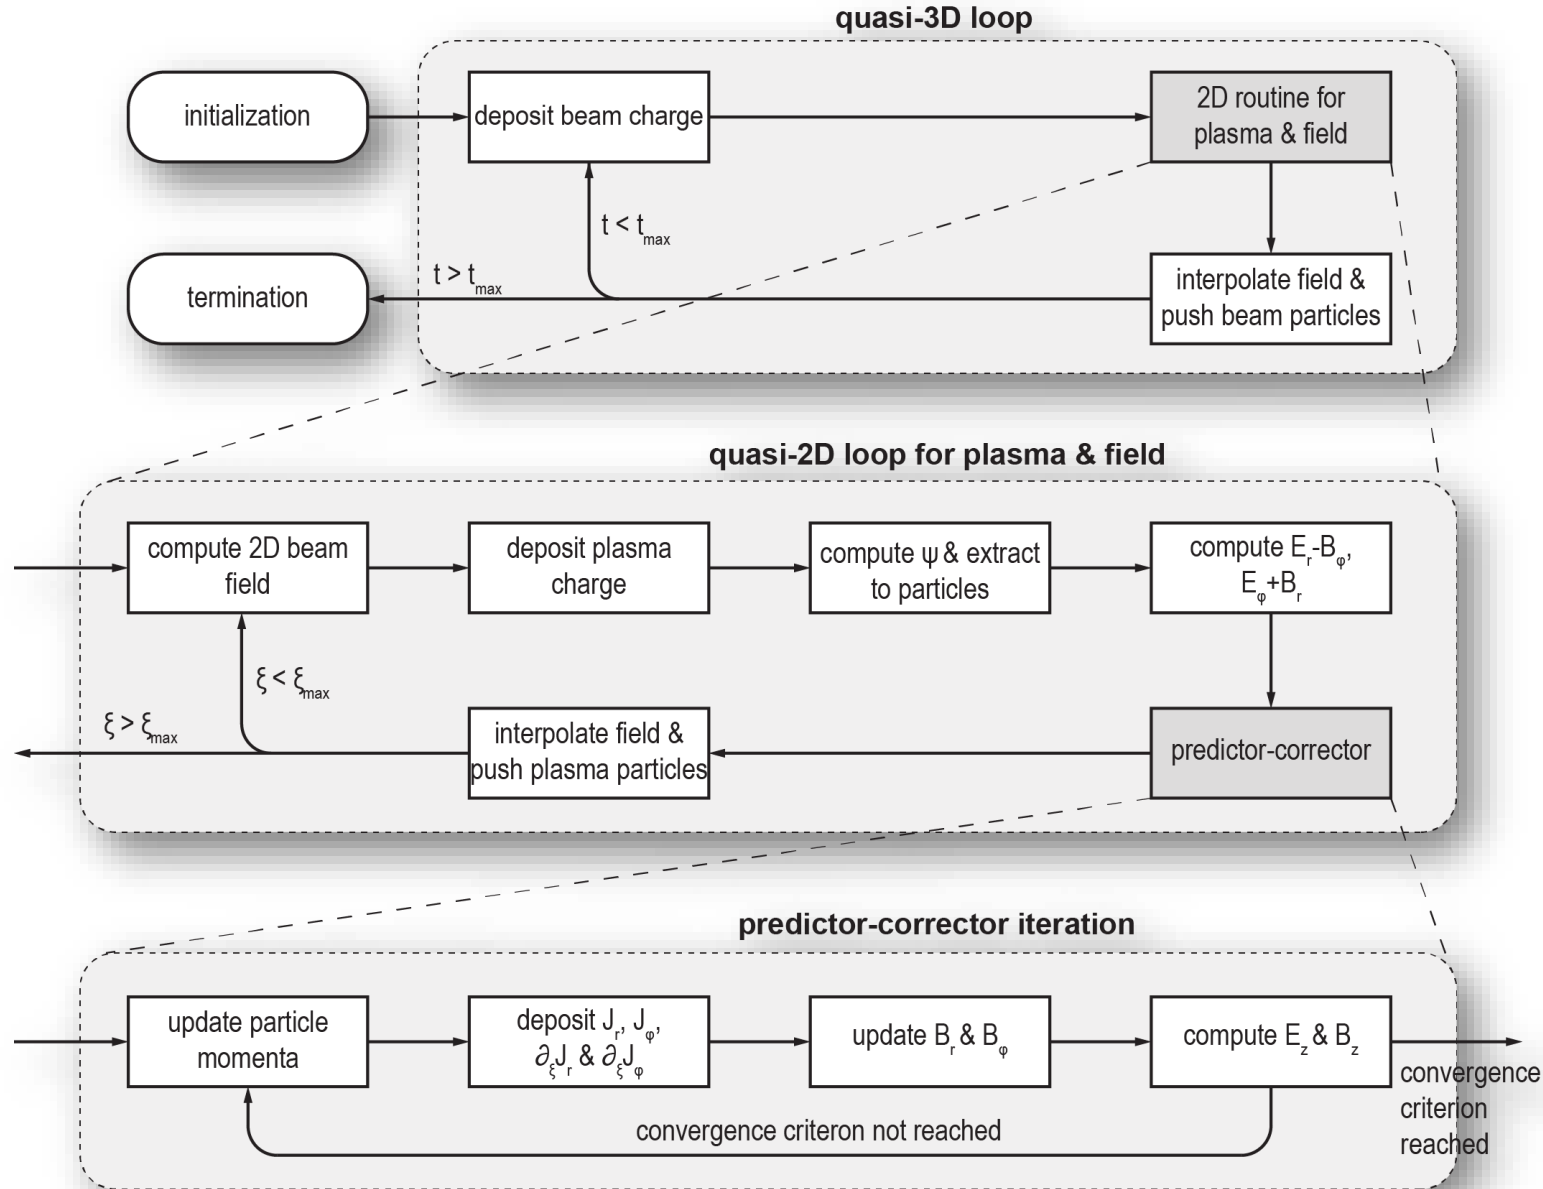 quasi-3D loop
initialization
deposit beam charge
2D routine for
plasma & field
t < tmax
t > tmax
termination
interpolate field &
push beam particles
quasi-2D loop for plasma & field
compute 2D beam
field
deposit plasma
charge
compute ψ & extract
to particles
compute Er-Bφ,
Eφ+Br
ξ < ξmax
ξ > ξmax
interpolate field &
push plasma particles
predictor-corrector
predictor-corrector iteration
update particle
momenta
deposit Jr, Jφ,
∂ξJr & ∂ξJφ
update Br & Bφ
compute Ez & Bz
convergence
criterion
reached
convergence criteron not reached